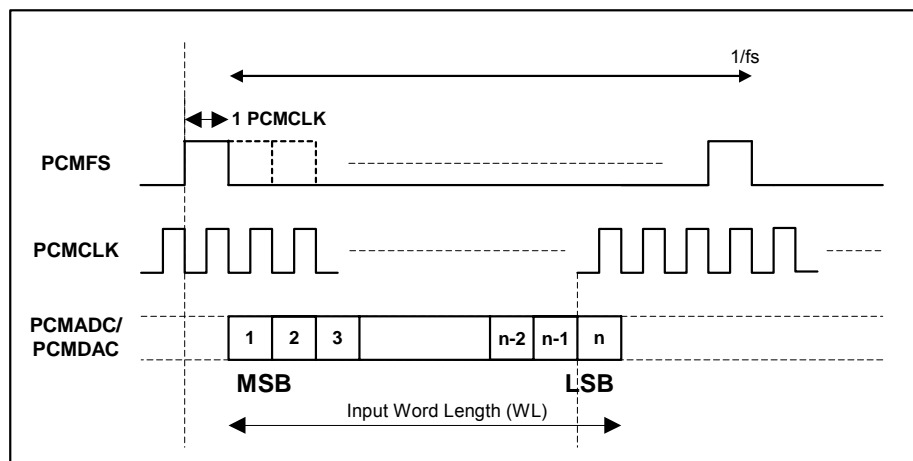 1/fs
1 PCMCLK
PCMFS
PCMCLK
PCMADC/
PCMDAC
1 2 3 n-2 n-1 n
MSB LSB
Input Word Length (WL)